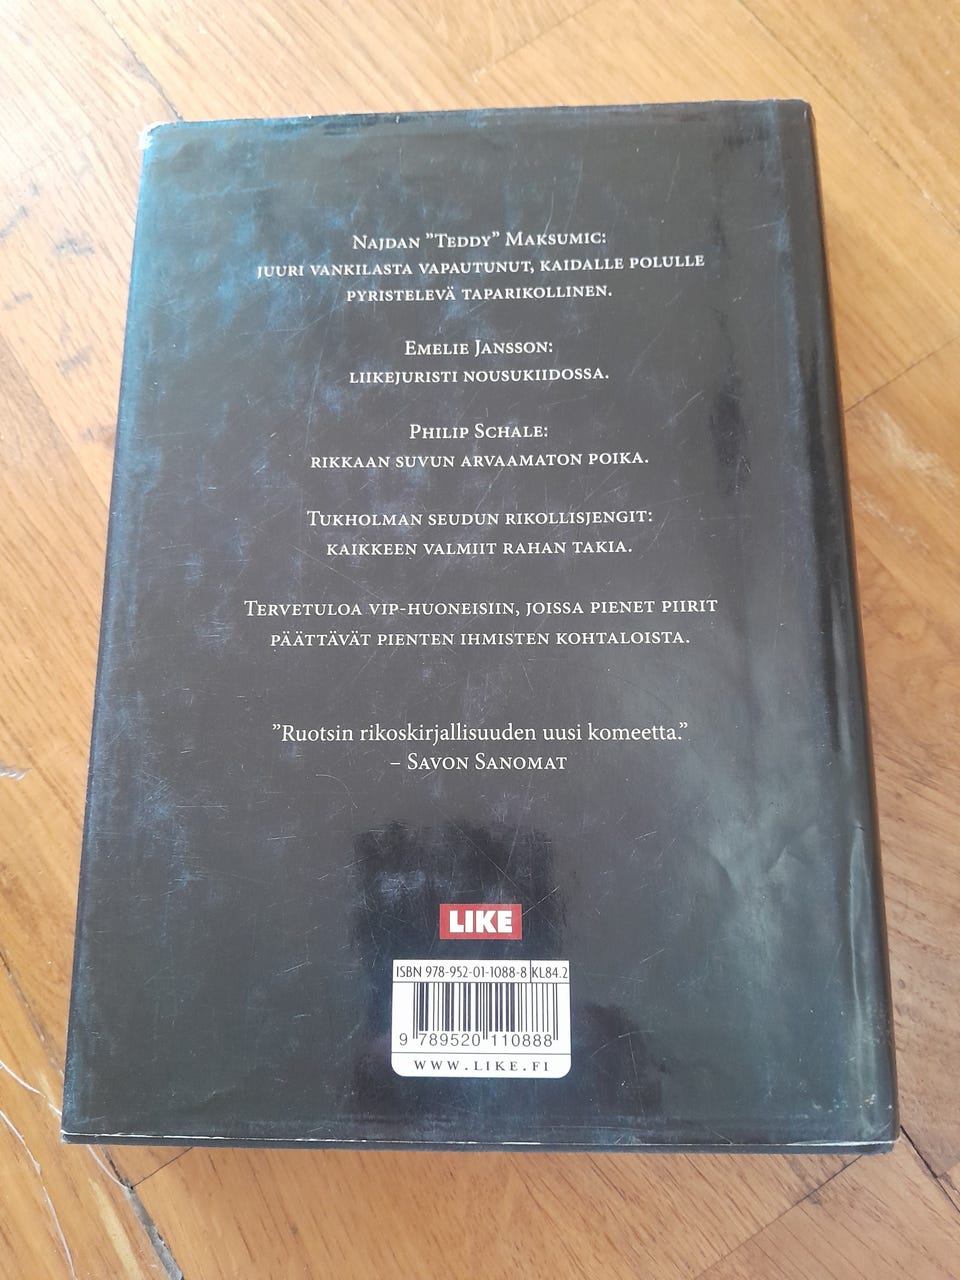 Najdan ”Teddy” Maksumic:
juuri vankilasta vapautunut, kaidalle polulle
pyristelevä taparikollinen.
Emelie Jansson:
liikejuristi nousukiidossa.
Philip Schale:
rikkaan suvun arvaamaton poika.
Tukholman seudun rikollisjengit:
kaikkeen valmiit rahan takia.
Tervetuloa vip-huoneisiin, joissa pienet piirit
päättävät pienten ihmisten kohtaloista.
”Ruotsin rikoskirjallisuuden uusi komeetta.”
– Savon Sanomat
LIKE
ISBN 978-952-01-1088-8 KL84.2
9 789520 110888
WWW.LIKE.FI